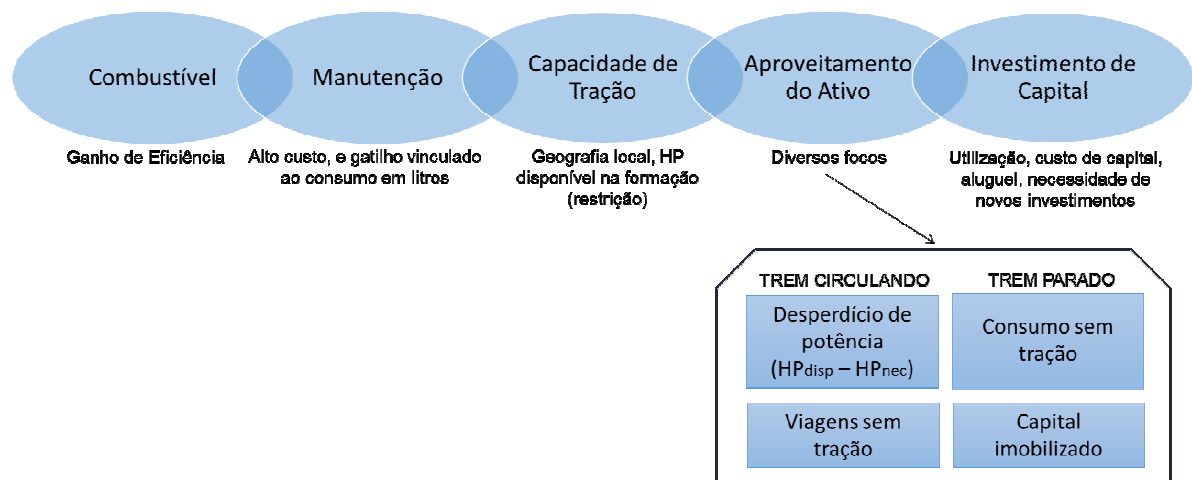 Combustível
Manutenção
Capacidade de
Tração
Aproveitamento
do Ativo
Investimento de
Capital
Ganho de Eficiência
Alto custo, e gatilho vinculado
ao consumo em litros
Geografia local, HP
disponível na formação
(restrição)
Diversos focos
Utilização, custo de capital,
aluguel, necessidade de
novos investimentos
TREM CIRCULANDO
TREM PARADO
Desperdício de
potência
(HPdisp – HPnec)
Consumo sem
tração
Viagens sem
tração
Capital
imobilizado